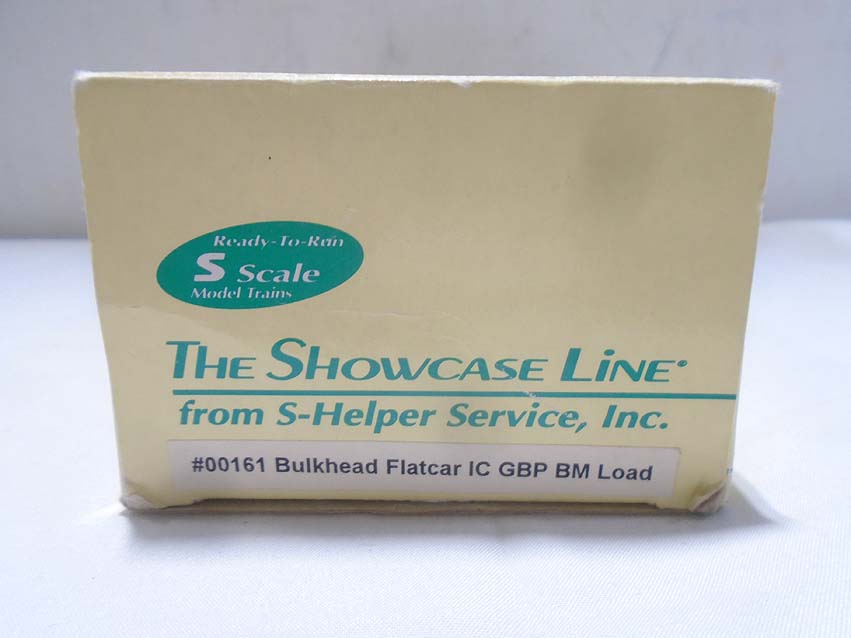 Ready-To-Run
S Scale
Model Trains
THE SHOWCASE LINE
from S-Helper Service, Inc.
#00161 Bulkhead Flatcar IC GBP BM Load